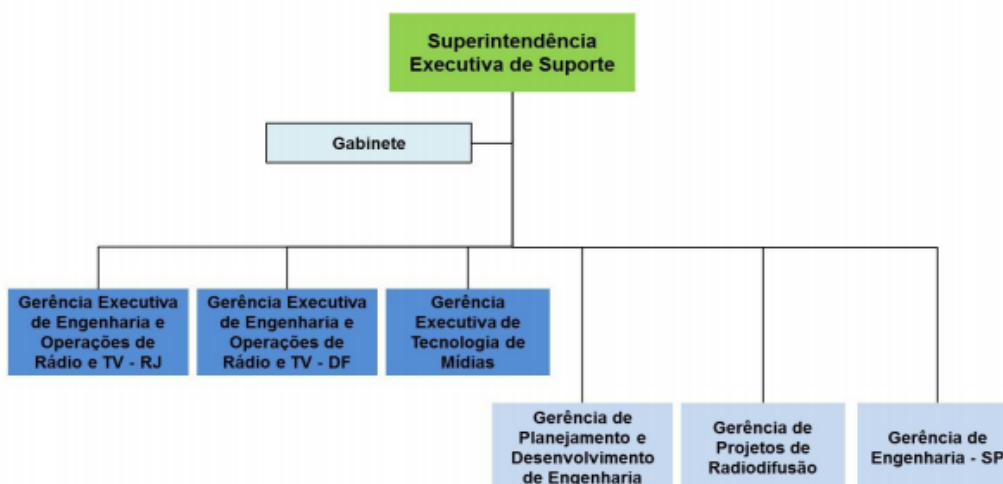 Superintendência
Executiva de Suporte
Gabinete
Gerência Executiva
de Engenharia e
Operações de
Rádio e TV - RJ
Gerência Executiva
de Engenharia e
Operações de
Rádio e TV - DF
Gerência
Executiva de
Tecnologia de
Mídias
Gerência de
Planejamento e
Desenvolvimento
de Engenharia
Gerência de
Projetos de
Radiodifusão
Gerência de
Engenharia - SP